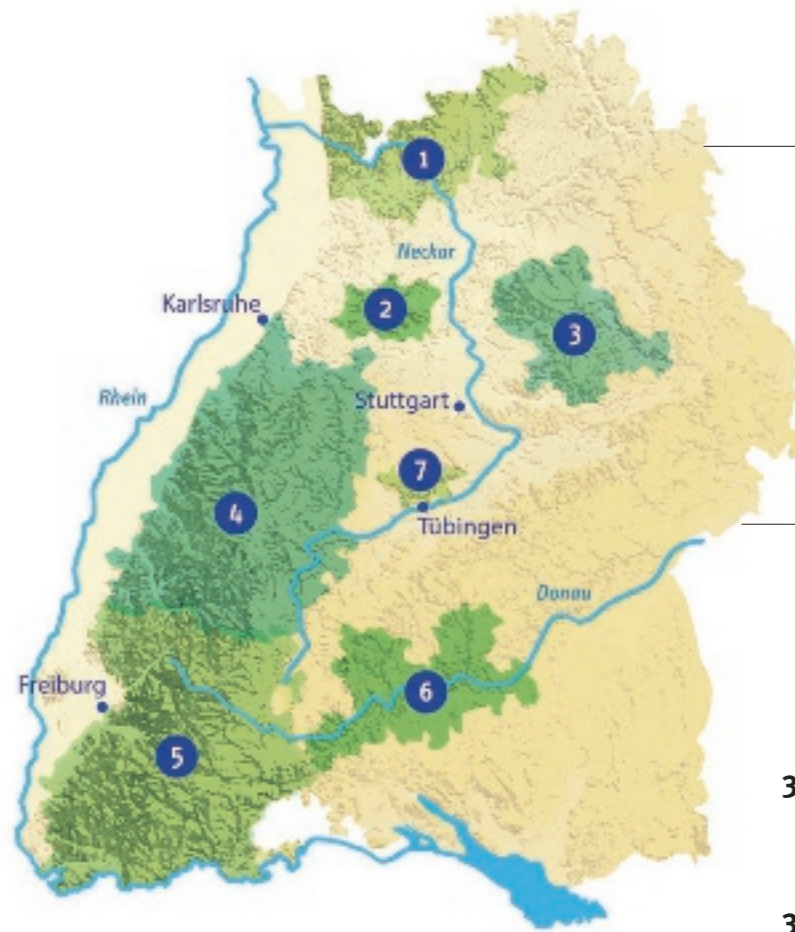 1
Neckar
2
Karlsruhe
3
Rhein
Stuttgart
7
4
Tübingen
Donau
Freiburg
6
5
3
3